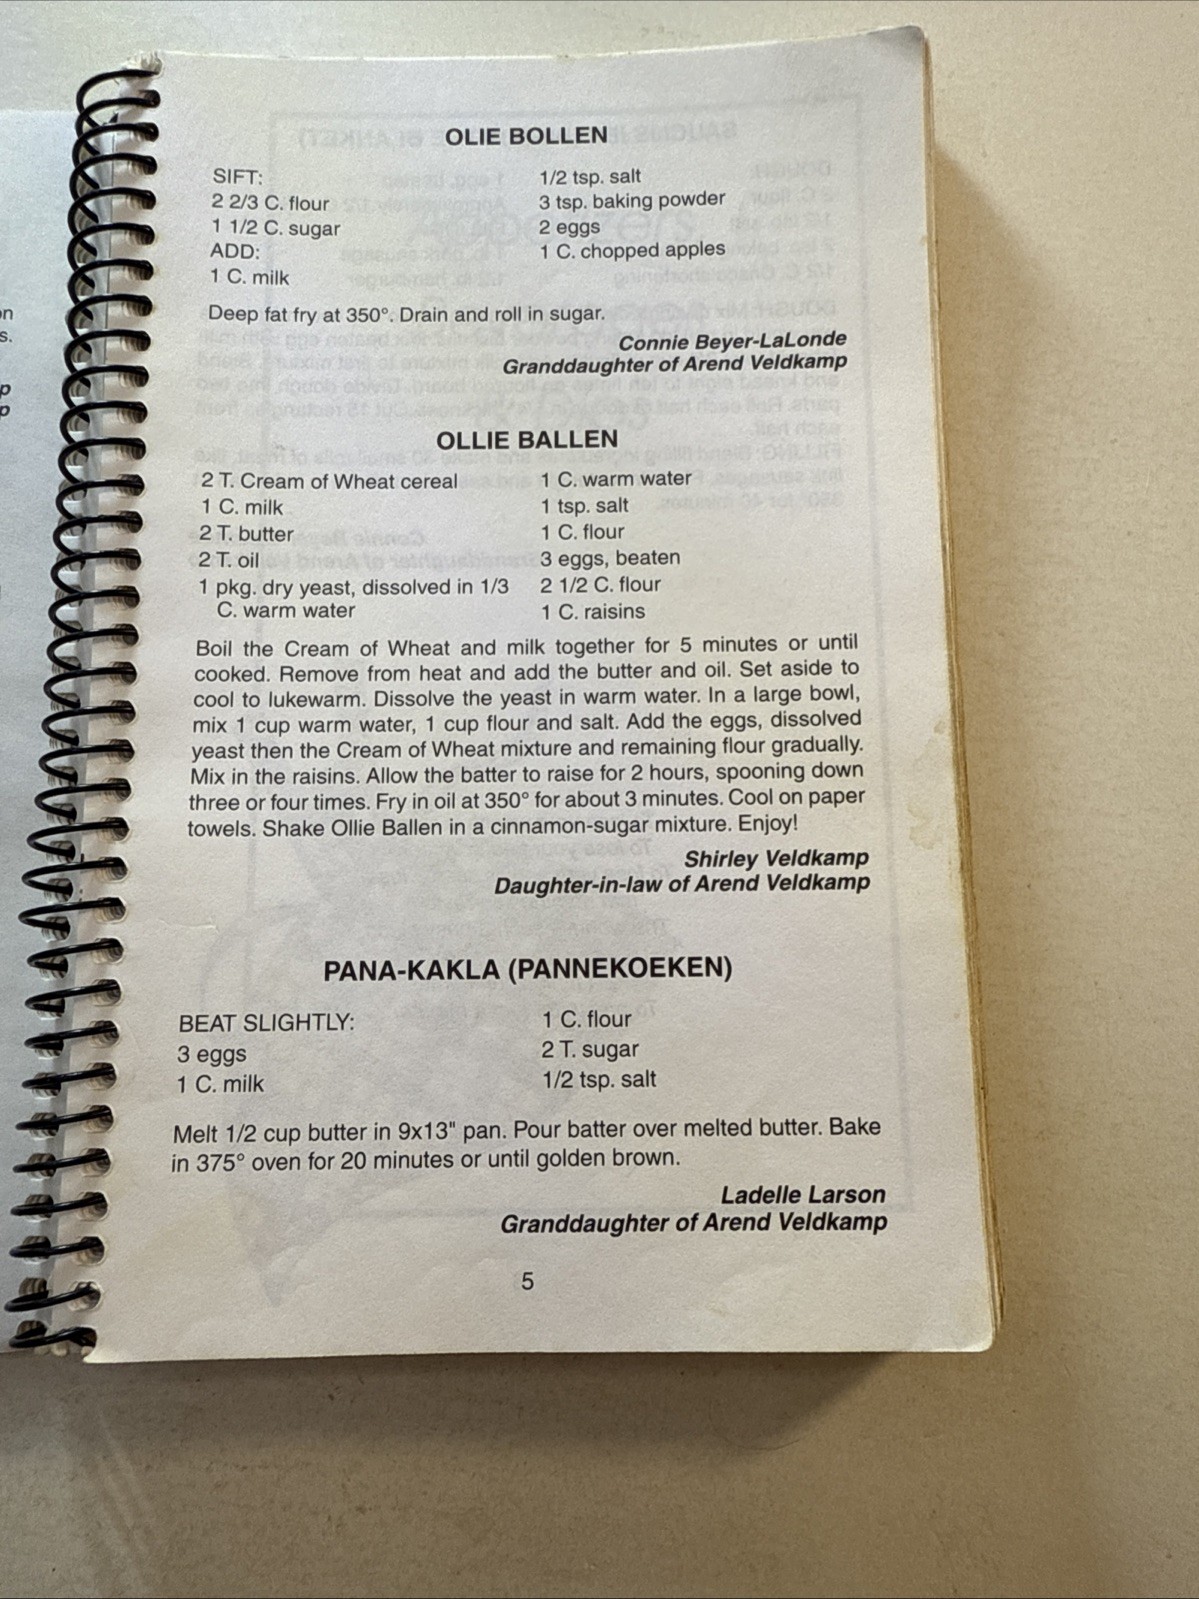 OLIE BOLLEN
SIFT:
2 2/3 C. flour
1 1/2 C. sugar
ADD:
1 C. milk
1/2 tsp. salt
3 tsp. baking powder
2 eggs
1 C. chopped apples
Deep fat fry at 350°. Drain and roll in sugar.
Connie Beyer-LaLonde
Granddaughter of Arend Veldkamp
OLLIE BALLEN
2 T. Cream of Wheat cereal
1 C. milk
2 T. butter
2 T. oil
1 pkg. dry yeast, dissolved in 1/3
C. warm water
1 C. warm water
1 tsp. salt
1 C. flour
3 eggs, beaten
2 1/2 C. flour
1 C. raisins
Boil the Cream of Wheat and milk together for 5 minutes or until
cooked. Remove from heat and add the butter and oil. Set aside to
cool to lukewarm. Dissolve the yeast in warm water. In a large bowl,
mix 1 cup warm water, 1 cup flour and salt. Add the eggs, dissolved
yeast then the Cream of Wheat mixture and remaining flour gradually.
Mix in the raisins. Allow the batter to raise for 2 hours, spooning down
three or four times. Fry in oil at 350° for about 3 minutes. Cool on paper
towels. Shake Ollie Ballen in a cinnamon-sugar mixture. Enjoy!
Shirley Veldkamp
Daughter-in-law of Arend Veldkamp
PANA-KAKLA (PANNEKOEKEN)
BEAT SLIGHTLY:
3 eggs
1 C. milk
1 C. flour
2 T. sugar
1/2 tsp. salt
Melt 1/2 cup butter in 9x13" pan. Pour batter over melted butter. Bake
in 375° oven for 20 minutes or until golden brown.
Ladelle Larson
Granddaughter of Arend Veldkamp
5